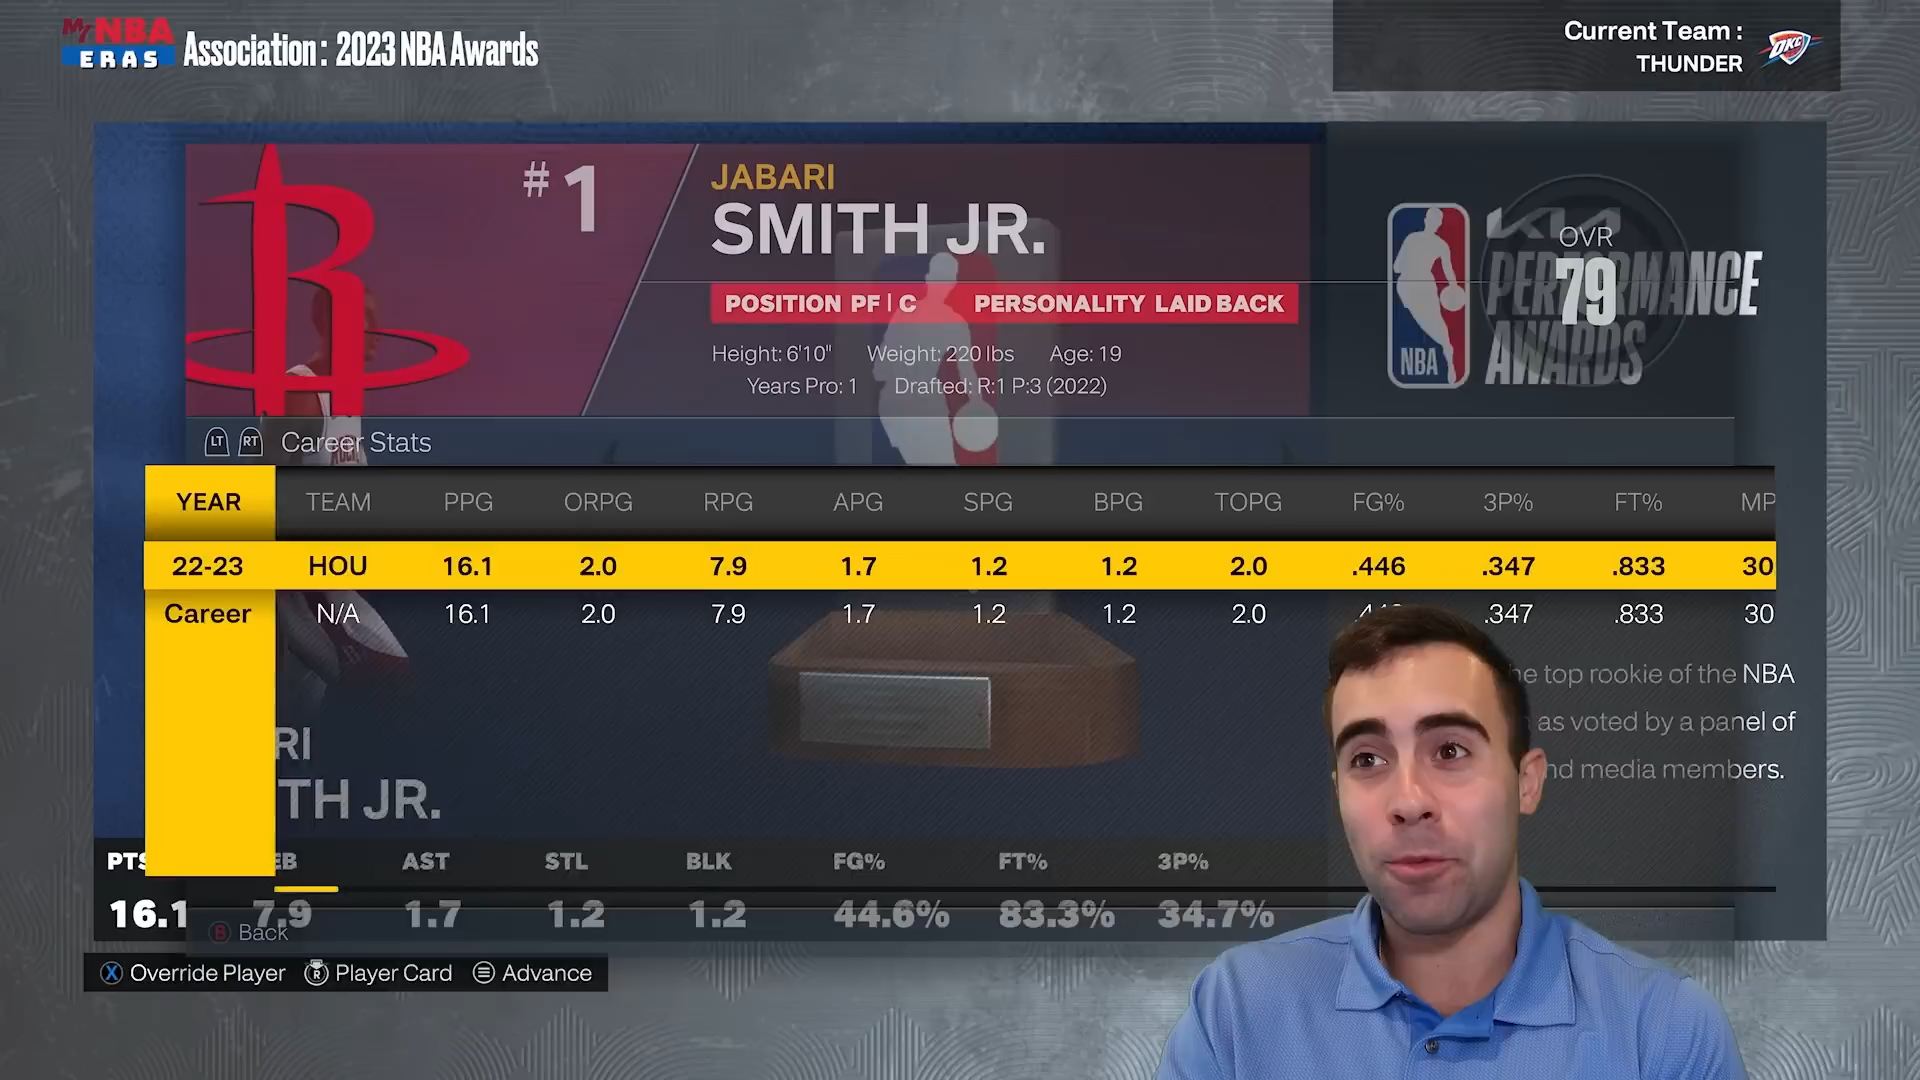 MyNBA
ERAS
Association : 2023 NBA Awards
Current Team :
THUNDER
OKC
#1
JABARI
SMITH JR.
POSITION PF | C PERSONALITY LAID BACK
Height: 6'10" Weight: 220 lbs Age: 19
Years Pro: 1 Drafted: R:1 P:3 (2022)
KIA
OVR
79
PERFORMANCE
AWARDS
NBA
LT RT Career Stats
YEAR TEAM PPG ORPG RPG APG SPG BPG TOPG FG% 3P% FT% MP
22-23 HOU 16.1 2.0 7.9 1.7 1.2 1.2 2.0 .446 .347 .833 30
Career N/A 16.1 2.0 7.9 1.7 1.2 1.2 2.0 .347 .833 30
top rookie of the NBA
as voted by a panel of
media members.
RI
TH JR.
PTS EB AST STL BLK FG% FT% 3P%
16.1 7.9 1.7 1.2 1.2 44.6% 83.3% 34.7%
B Back
X Override Player R Player Card Advance